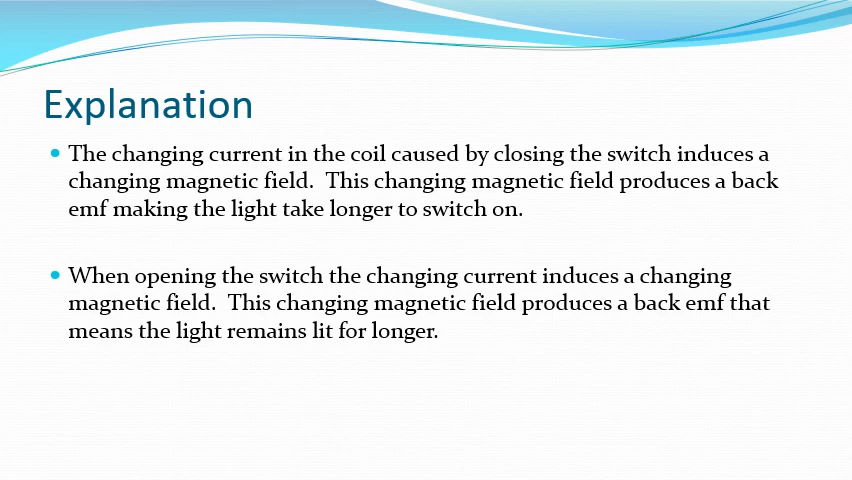 Explanation
• The changing current in the coil caused by closing the switch induces a
changing magnetic field.  This changing magnetic field produces a back
emf making the light take longer to switch on.
• When opening the switch the changing current induces a changing
magnetic field.  This changing magnetic field produces a back emf that
means the light remains lit for longer.